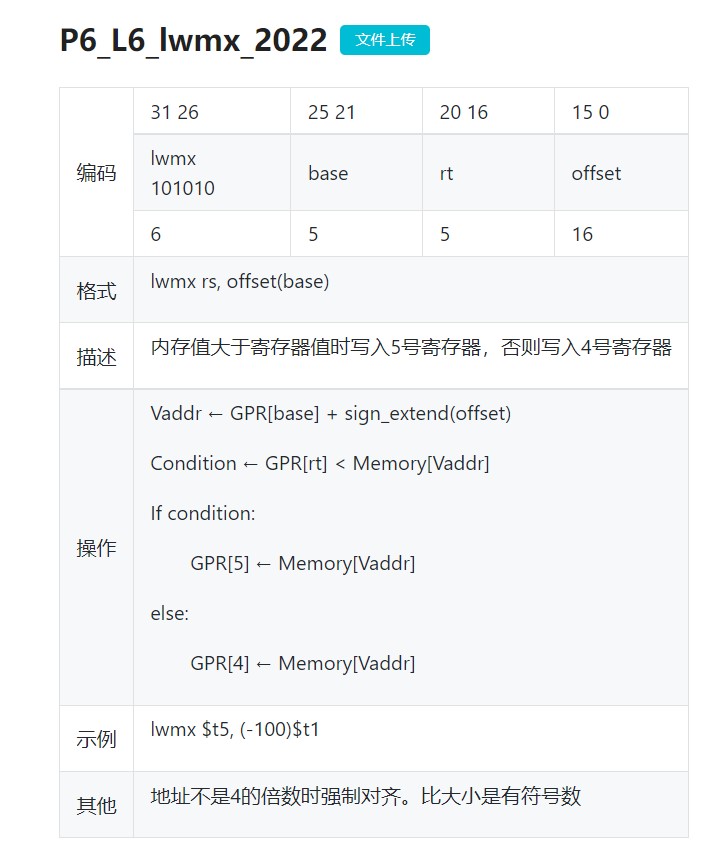 P6_L6_lwmx_2022 文件上传
编码
31 26
25 21
20 16
15 0
lwmx
101010
base
rt
offset
6
5
5
16
格式
lwmx rs, offset(base)
描述
内存值大于寄存器值时写入5号寄存器，否则写入4号寄存器
操作
Vaddr ← GPR[base] + sign_extend(offset)
Condition ← GPR[rt] < Memory[Vaddr]
If condition:
GPR[5] ← Memory[Vaddr]
else:
GPR[4] ← Memory[Vaddr]
示例
lwmx $t5, (-100)$t1
其他
地址不是4的倍数时强制对齐。比大小是有符号数